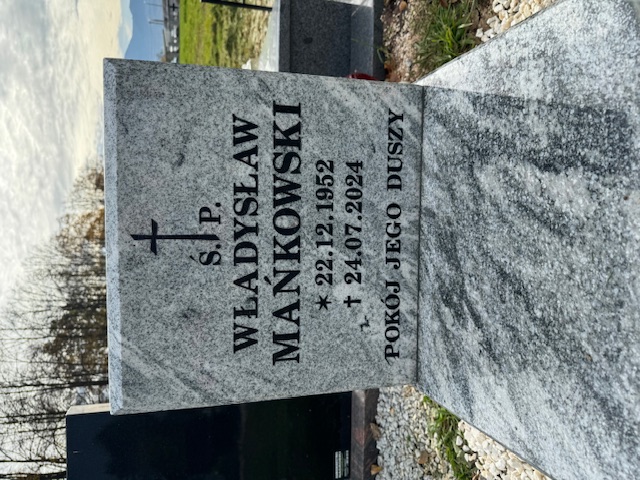 Ś. P.
WŁADYSŁAW
MAŃKOWSKI
* 22.12.1952
† 24.07.2024
POKÓJ JEGO DUSZY